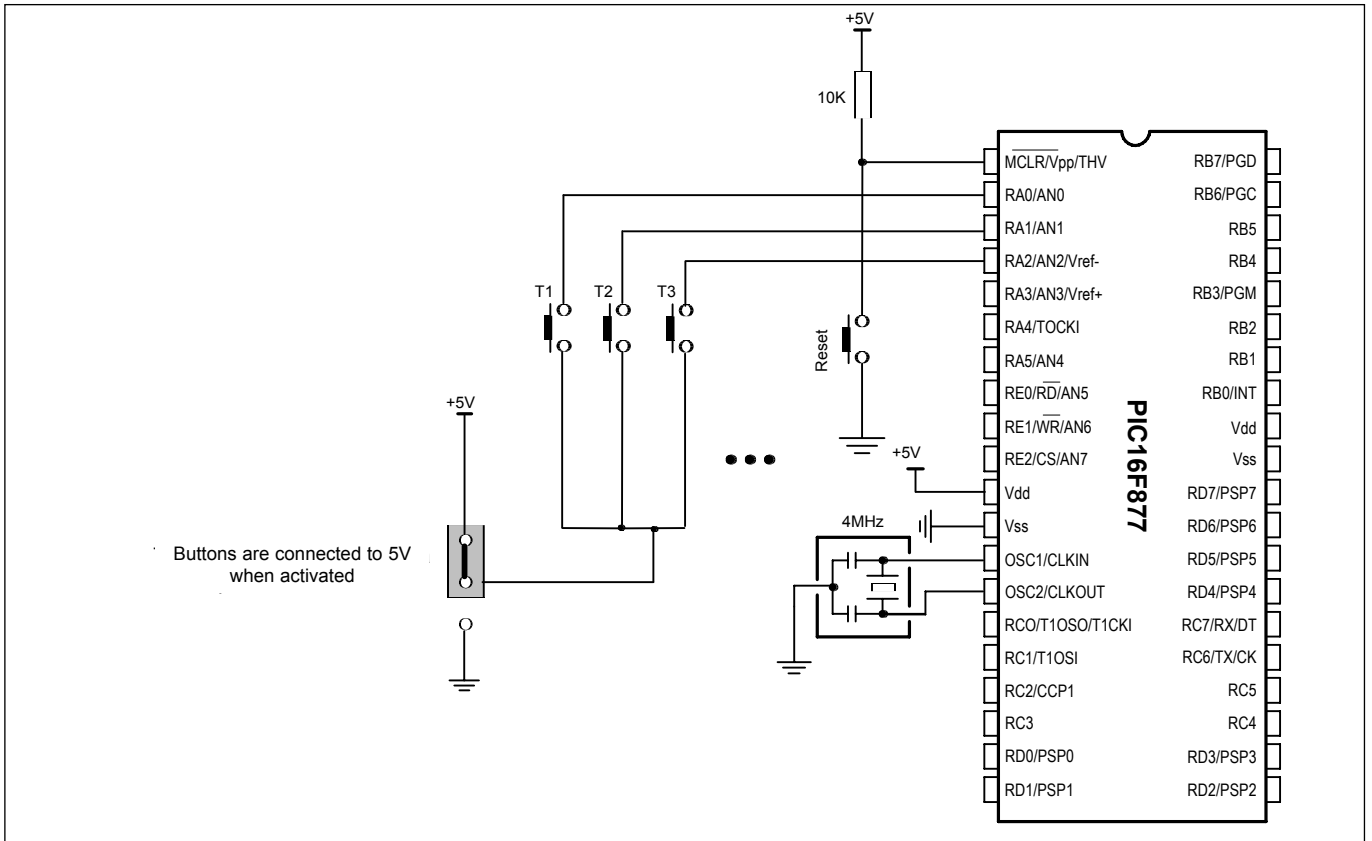 +5V
10K
MCLR/Vpp/THV
RA0/AN0
RA1/AN1
RA2/AN2/Vref-
RA3/AN3/Vref+
RA4/TOCKI
RA5/AN4
RE0/RD/AN5
RE1/WR/AN6
RE2/CS/AN7
Vdd
Vss
OSC1/CLKIN
OSC2/CLKOUT
RCO/T1OSO/T1CKI
RC1/T1OSI
RC2/CCP1
RC3
RD0/PSP0
RD1/PSP1
PIC16F877
RB7/PGD
RB6/PGC
RB5
RB4
RB3/PGM
RB2
RB1
RB0/INT
Vdd
Vss
RD7/PSP7
RD6/PSP6
RD5/PSP5
RD4/PSP4
RC7/RX/DT
RC6/TX/CK
RC5
RC4
RD3/PSP3
RD2/PSP2
T1
T2
T3
Reset
+5V
+5V
4MHz
Buttons are connected to 5V
when activated